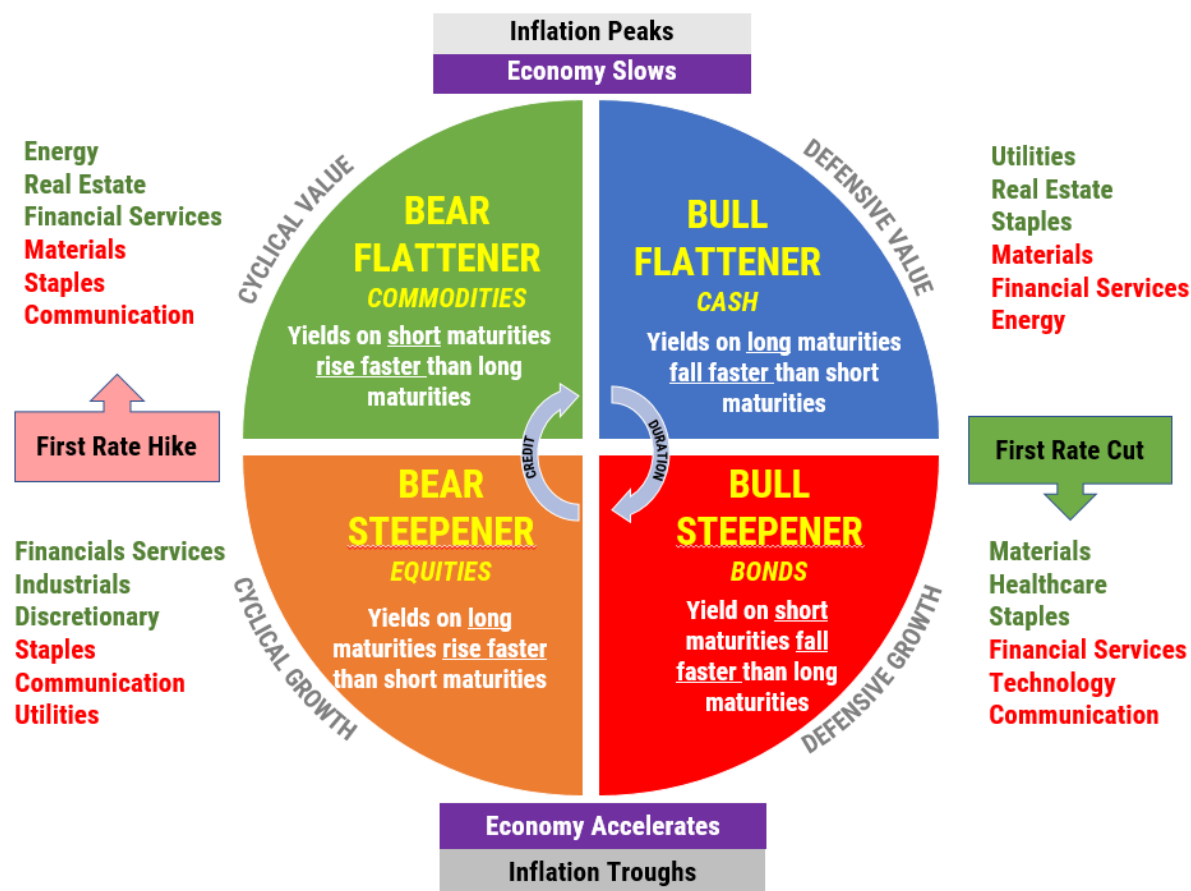 Inflation Peaks
Economy Slows
Energy
Real Estate
Financial Services
Materials
Staples
Communication
CYCLICAL VALUE
BEAR
FLATTENER
COMMODITIES
Yields on short maturities
rise faster than long
maturities
BULL
FLATTENER
CASH
Yields on long maturities
fall faster than short
maturities
DEFENSIVE VALUE
Utilities
Real Estate
Staples
Materials
Financial Services
Energy
First Rate Hike
CREDIT
DURATION
First Rate Cut
Financials Services
Industrials
Discretionary
Staples
Communication
Utilities
CYCLICAL GROWTH
BEAR
STEEPENER
EQUITIES
Yields on long
maturities rise faster
than short maturities
BULL
STEEPENER
BONDS
Yield on short
maturities fall
faster than long
maturities
DEFENSIVE GROWTH
Materials
Healthcare
Staples
Financial Services
Technology
Communication
Economy Accelerates
Inflation Troughs